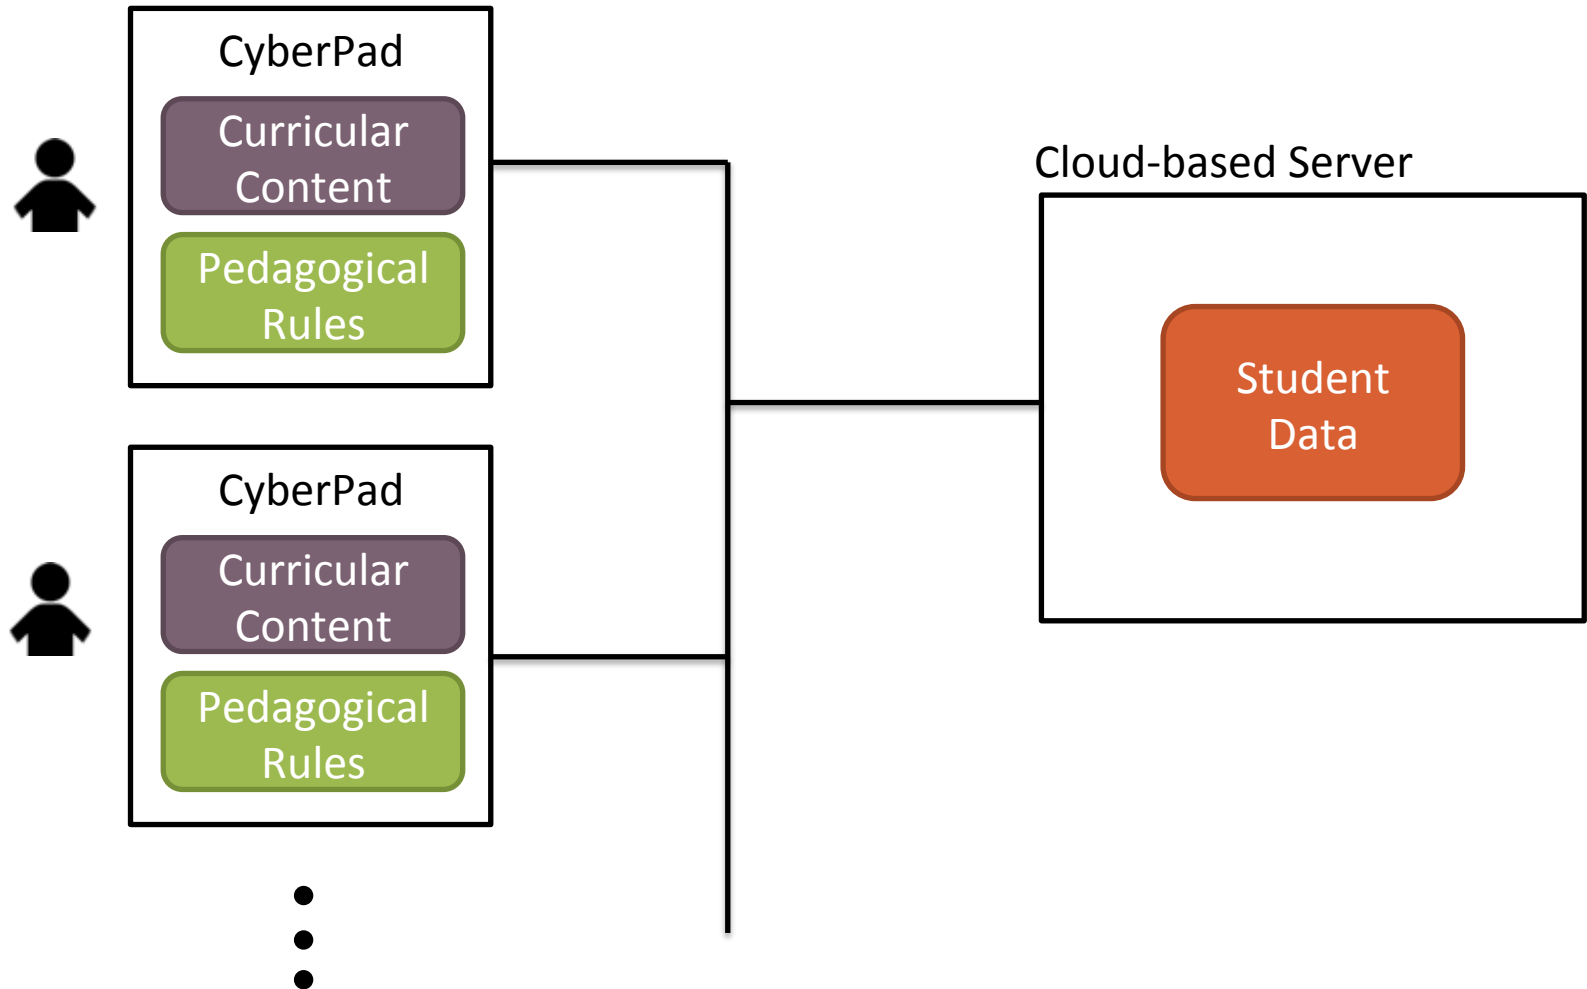 CyberPad
Curricular
Content
Pedagogical
Rules
CyberPad
Curricular
Content
Pedagogical
Rules
Cloud-based Server
Student
Data